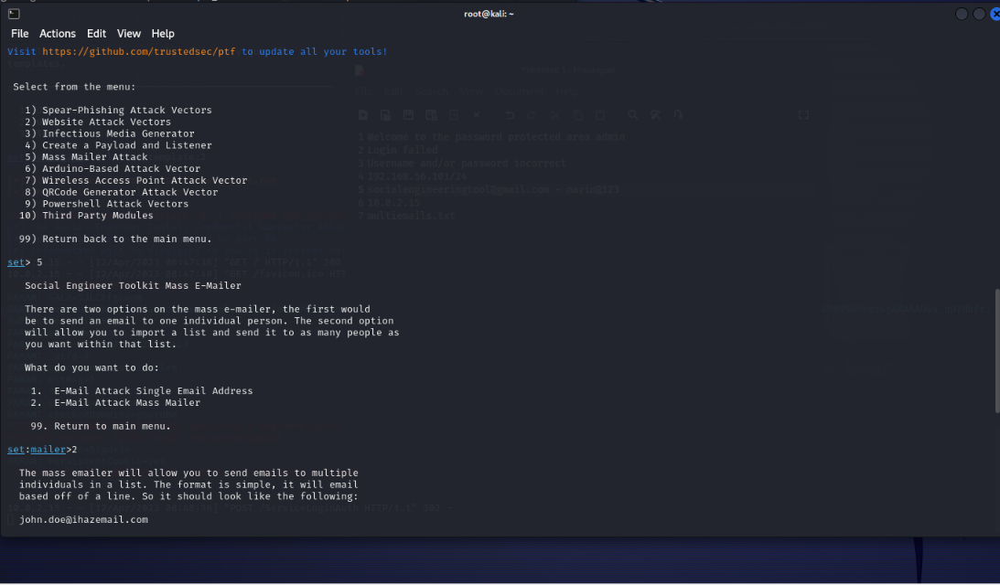 root@kali: ~
File Actions Edit View Help
Visit https://github.com/trustedsec/ptf to update all your tools!
Select from the menu:
1) Spear-Phishing Attack Vectors
2) Website Attack Vectors
3) Infectious Media Generator
4) Create a Payload and Listener
5) Mass Mailer Attack
6) Arduino-Based Attack Vector
7) Wireless Access Point Attack Vector
8) QRCode Generator Attack Vector
9) Powershell Attack Vectors
10) Third Party Modules
99) Return back to the main menu.
set> 5
Social Engineer Toolkit Mass E-Mailer
There are two options on the mass e-mailer, the first would
be to send an email to one individual person. The second option
will allow you to import a list and send it to as many people as
you want within that list.
What do you want to do:
1. E-Mail Attack Single Email Address
2. E-Mail Attack Mass Mailer
99. Return to main menu.
set:mailer>2
The mass emailer will allow you to send emails to multiple
individuals in a list. The format is simple, it will email
based off of a line. So it should look like the following:
john.doe@ihazemail.com
File Edit Search View Document Help
1 Welcome to the password protected area admin
2 Login failed
3 Username and/or password incorrect
6 10.0.2.15
7 multiemails.txt